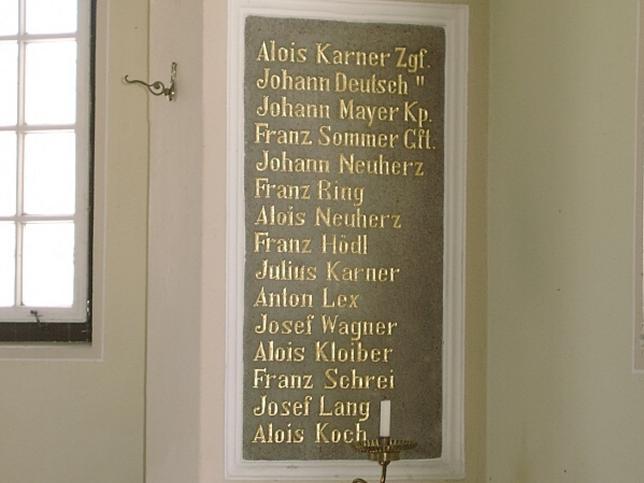 Alois Karner Zgf.
Johann Deutsch "
Johann Mayer Kp.
Franz Sommer Gft.
Johann Neuherz
Franz Ring
Alois Neuherz
Franz Hödl
Julius Karner
Anton Lex
Josef Wagner
Alois Kloiber
Franz Schrei
Josef Lang
Alois Koch